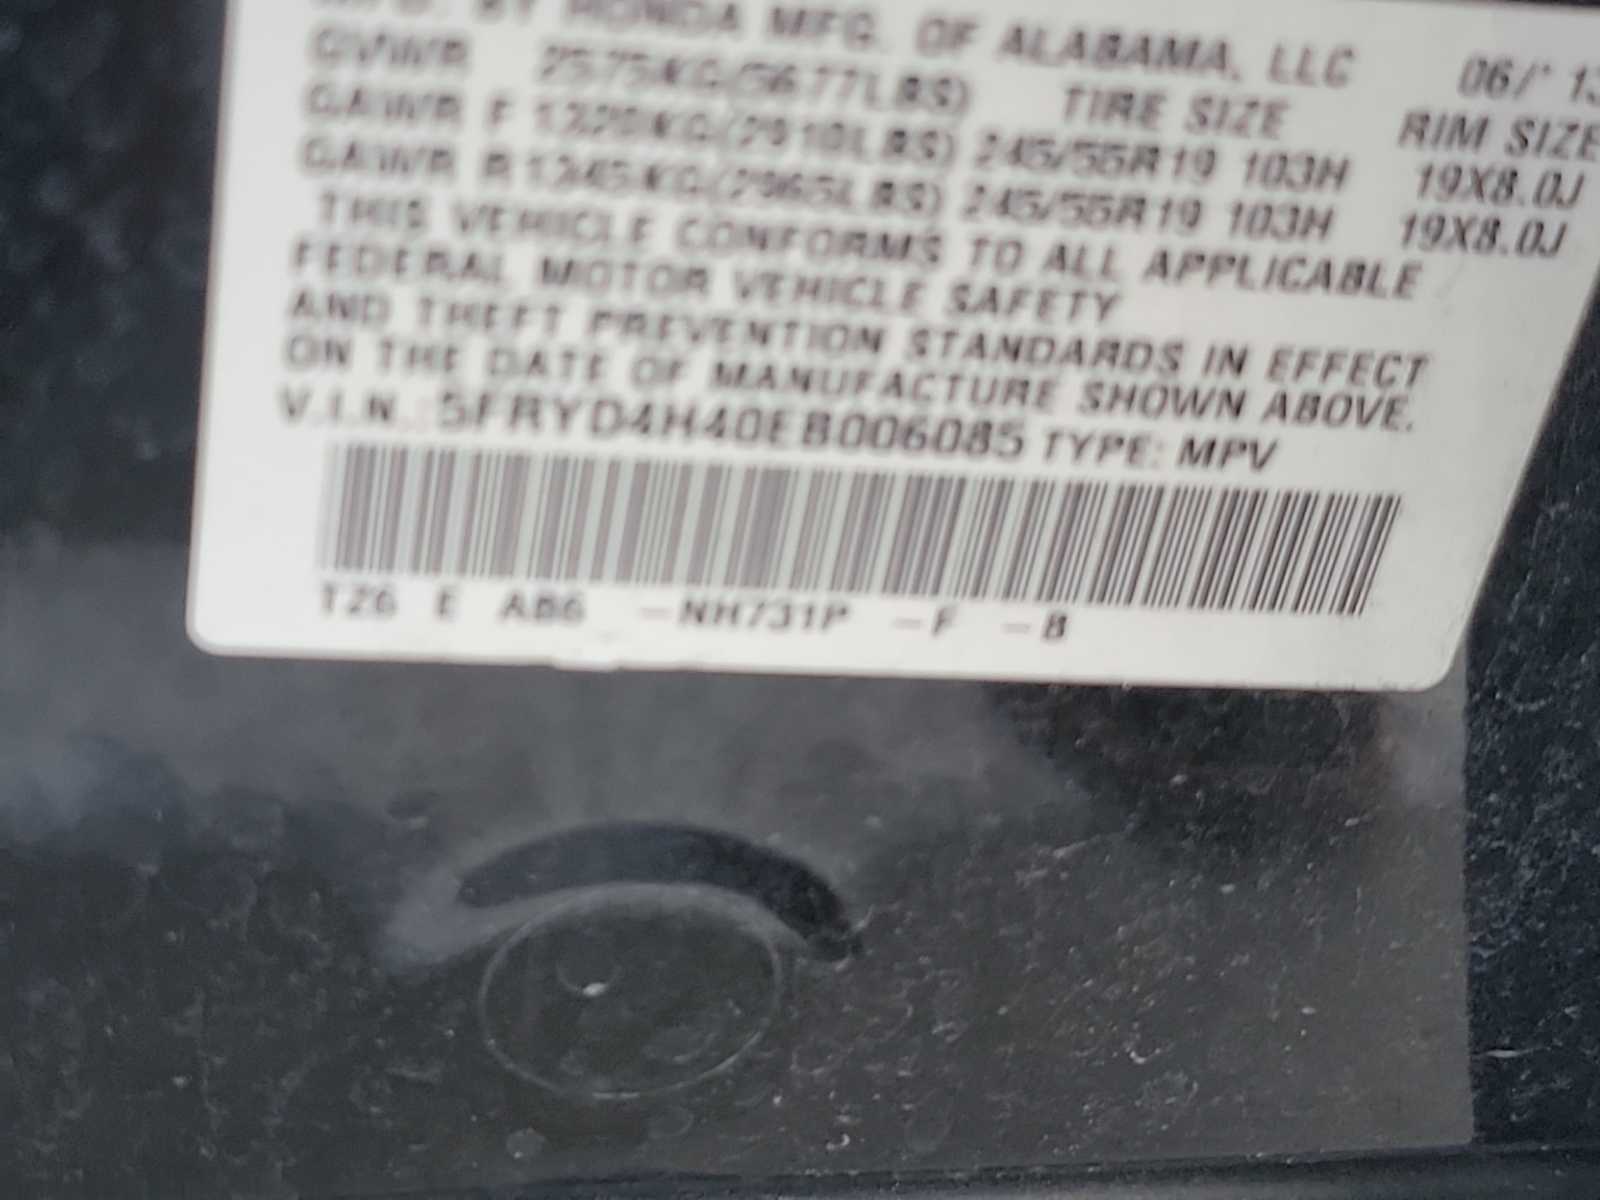 MFD. BY HONDA MFG. OF ALABAMA, LLC 06/ 13
GVWR 2575KG(5677LBS) TIRE SIZE RIM SIZE
GAWR F 1320KG(2910LBS) 245/55R19 103H 19X8.0J
GAWR R 1345KG(2965LBS) 245/55R19 103H 19X8.0J
THIS VEHICLE CONFORMS TO ALL APPLICABLE
FEDERAL MOTOR VEHICLE SAFETY
AND THEFT PREVENTION STANDARDS IN EFFECT
ON THE DATE OF MANUFACTURE SHOWN ABOVE.
V.I.N.: 5FRYD4H40EB006085 TYPE: MPV
TZ6 E AB6 -NH731P -F -B